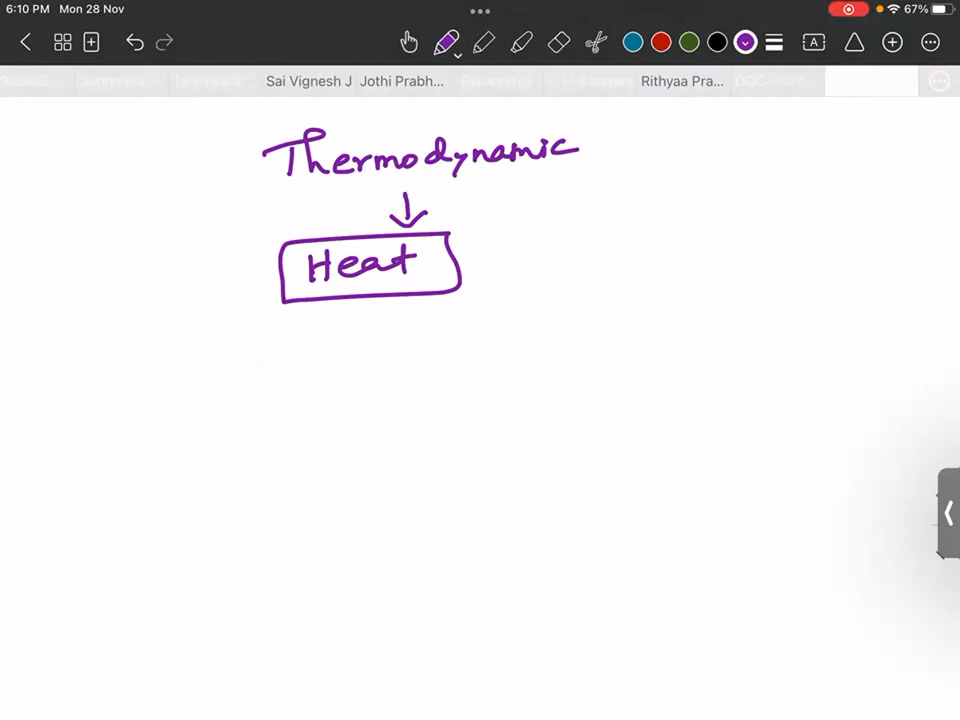 6:10 PM Mon 28 Nov
67%
A
Sai Vignesh J Jothi Prabh... Rithyaa Pra...
Thermodynamic
Heat